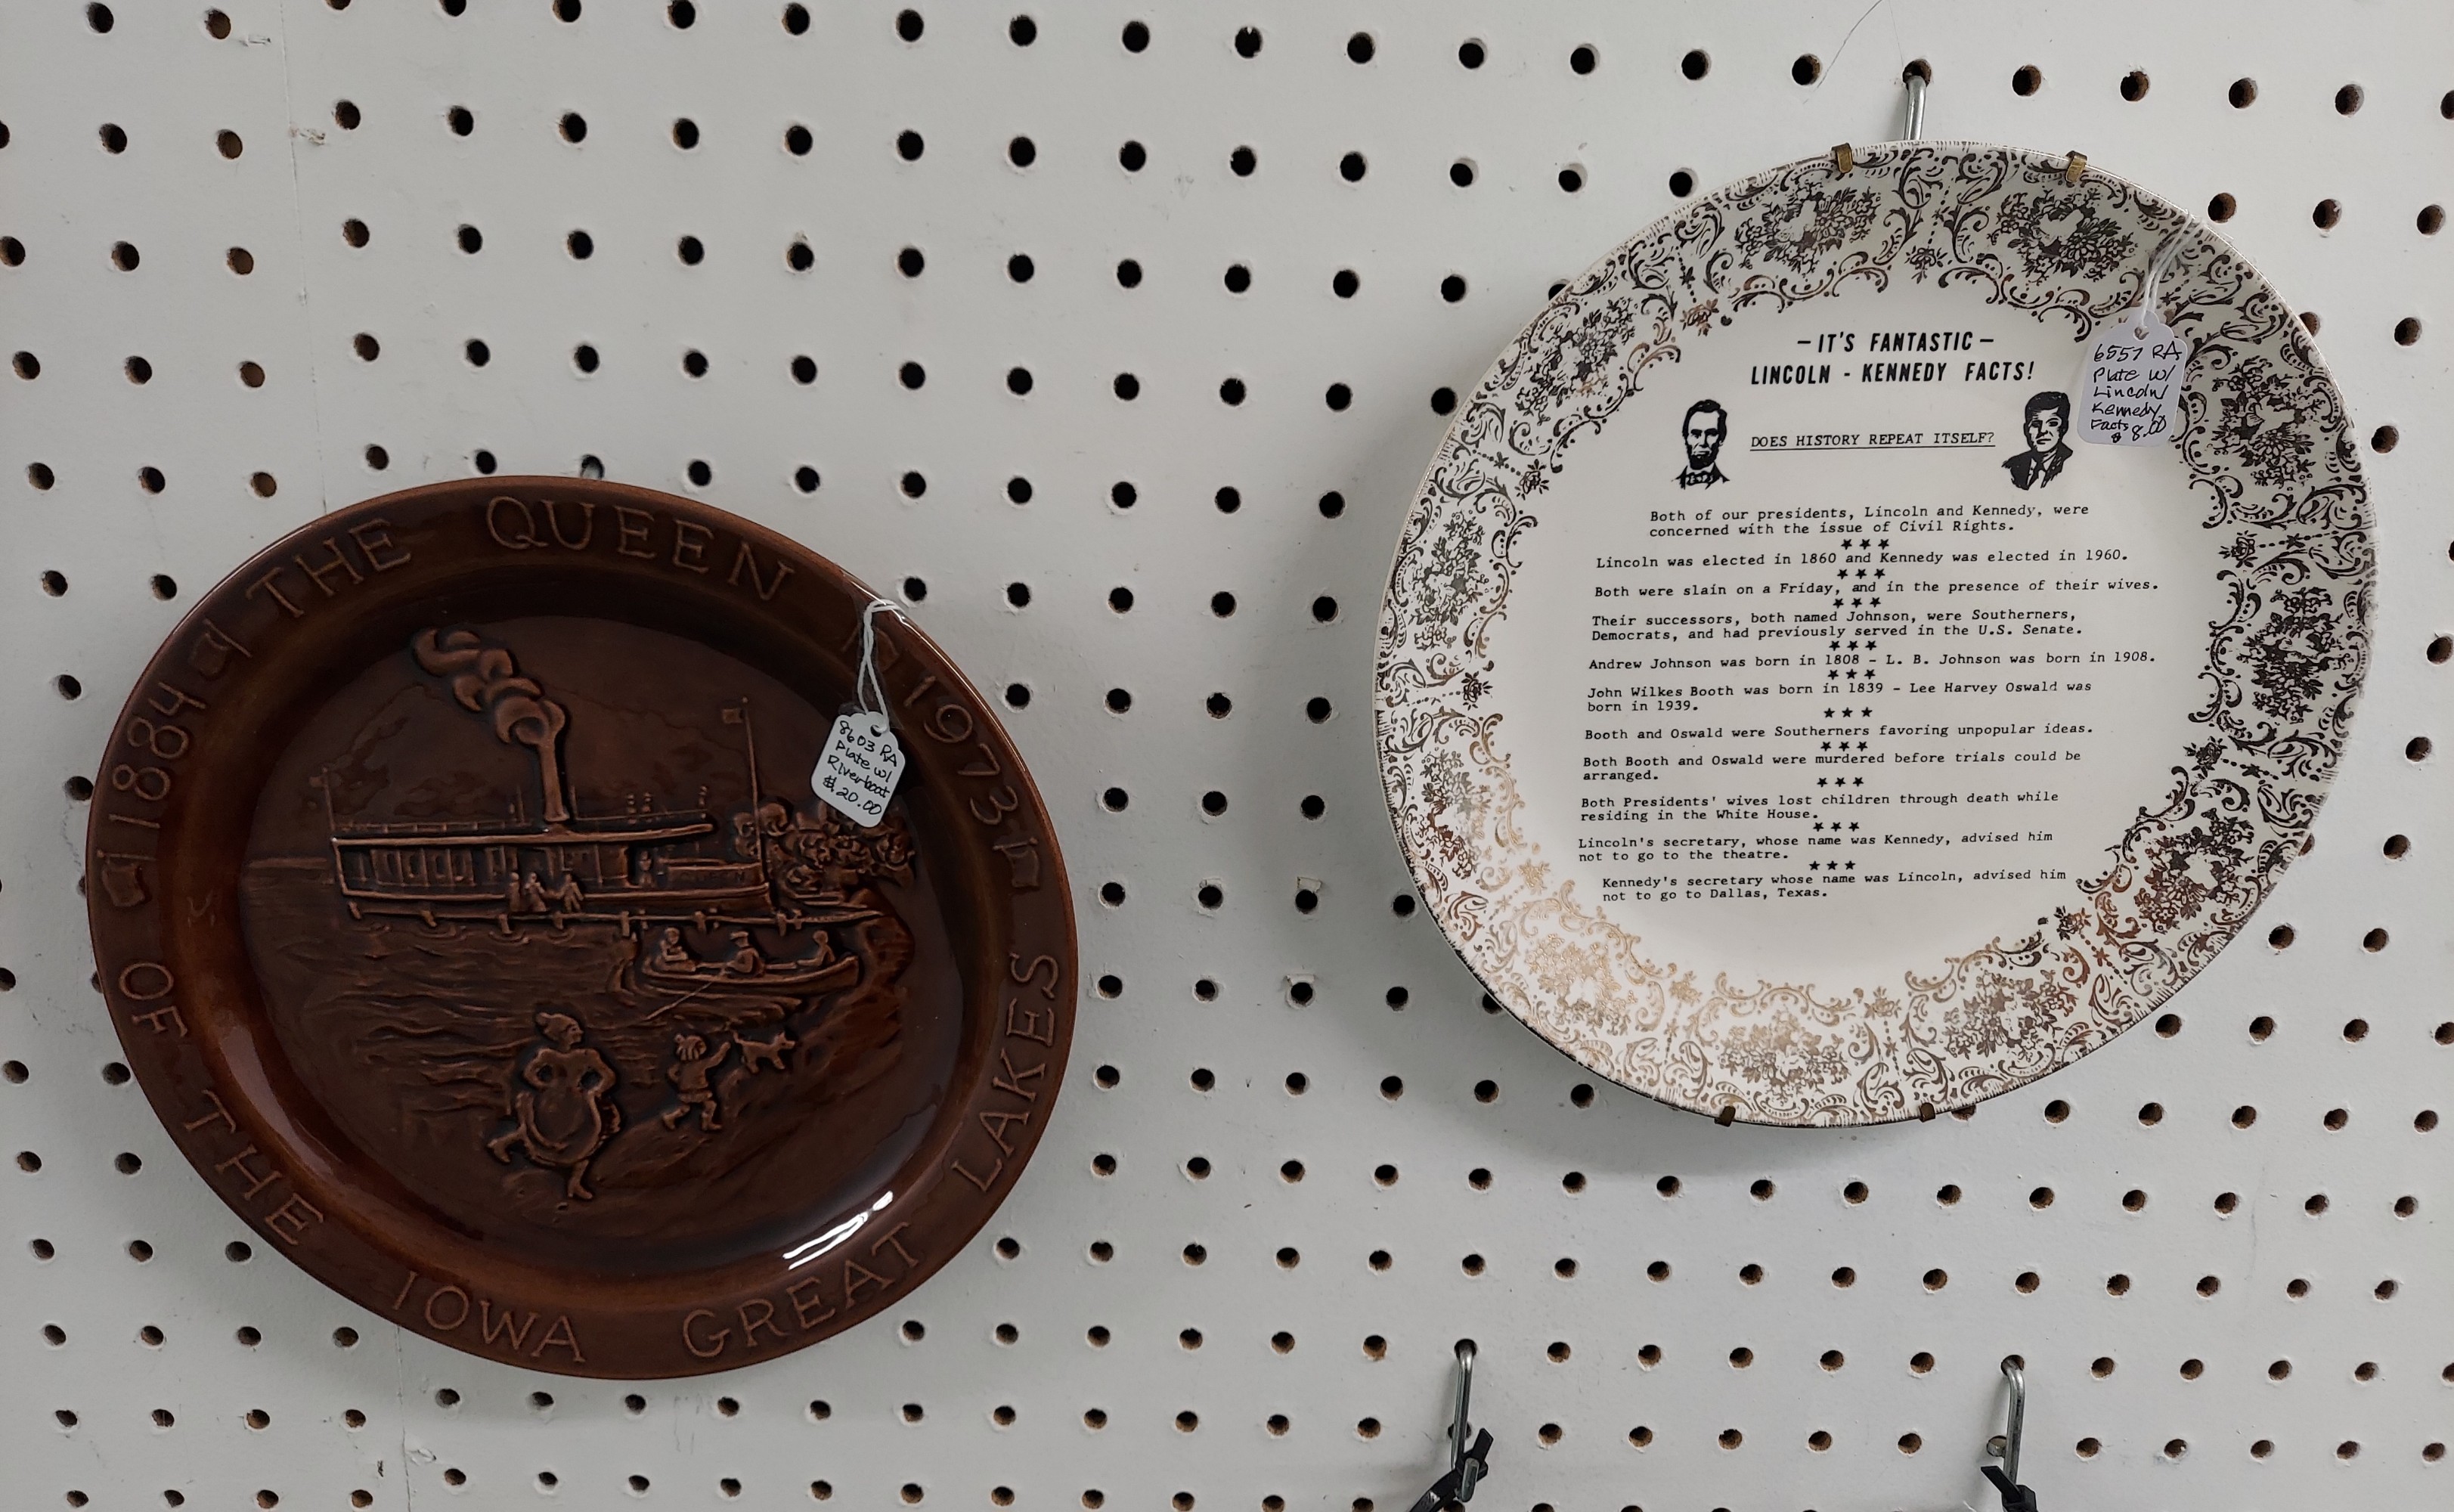 THE QUEEN
1884
1973
OF THE IOWA GREAT LAKES
8603 RA
Plate w/
Riverboat
$20.00
—IT'S FANTASTIC—
LINCOLN - KENNEDY FACTS!
DOES HISTORY REPEAT ITSELF?
Both of our presidents, Lincoln and Kennedy, were
concerned with the issue of Civil Rights.
★★★
Lincoln was elected in 1860 and Kennedy was elected in 1960.
★★★
Both were slain on a Friday, and in the presence of their wives.
★★★
Their successors, both named Johnson, were Southerners,
Democrats, and had previously served in the U.S. Senate.
★★★
Andrew Johnson was born in 1808 - L. B. Johnson was born in 1908.
★★★
John Wilkes Booth was born in 1839 - Lee Harvey Oswald was
born in 1939.
★★★
Booth and Oswald were Southerners favoring unpopular ideas.
★★★
Both Booth and Oswald were murdered before trials could be
arranged.
★★★
Both Presidents' wives lost children through death while
residing in the White House.
★★★
Lincoln's secretary, whose name was Kennedy, advised him
not to go to the theatre.
★★★
Kennedy's secretary whose name was Lincoln, advised him
not to go to Dallas, Texas.
6557 RA
Plate w/
Lincoln/
Kennedy
Facts
$8.00